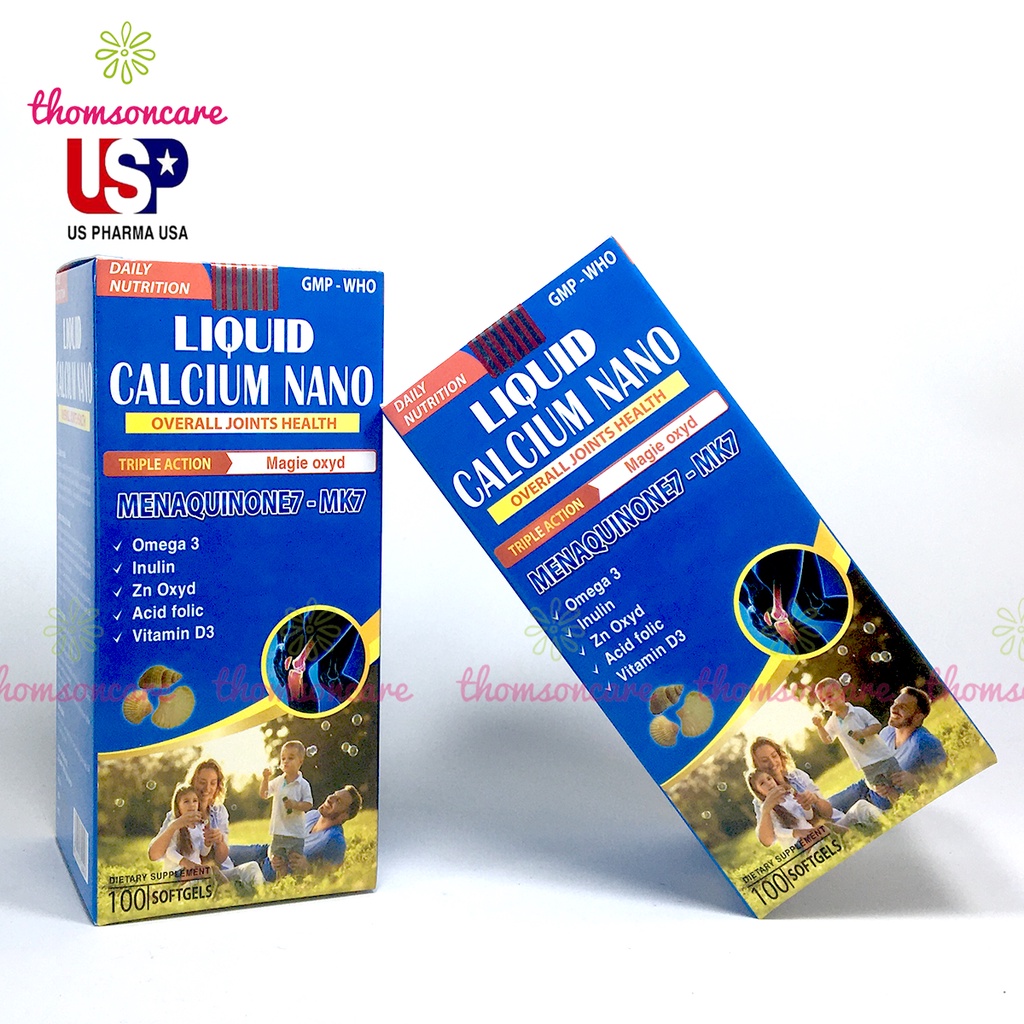 thomsoncare
USP
US PHARMA USA
DAILY
NUTRITION
GMP - WHO
LIQUID
CALCIUM NANO
OVERALL JOINTS HEALTH
TRIPLE ACTION
Magie oxyd
MENAQUINONE7 - MK7
✓ Omega 3
✓ Inulin
✓ Zn Oxyd
✓ Acid folic
✓ Vitamin D3
DIETARY SUPPLEMENT
100 SOFTGELS
DAILY
NUTRITION
GMP - WHO
LIQUID
CALCIUM NANO
OVERALL JOINTS HEALTH
TRIPLE ACTION
Magie oxyd
MENAQUINONE7 - MK7
✓ Omega 3
✓ Inulin
✓ Zn Oxyd
✓ Acid folic
✓ Vitamin D3
DIETARY SUPPLEMENT
100 SOFTGELS
thomsoncare
thomsoncare
thomso